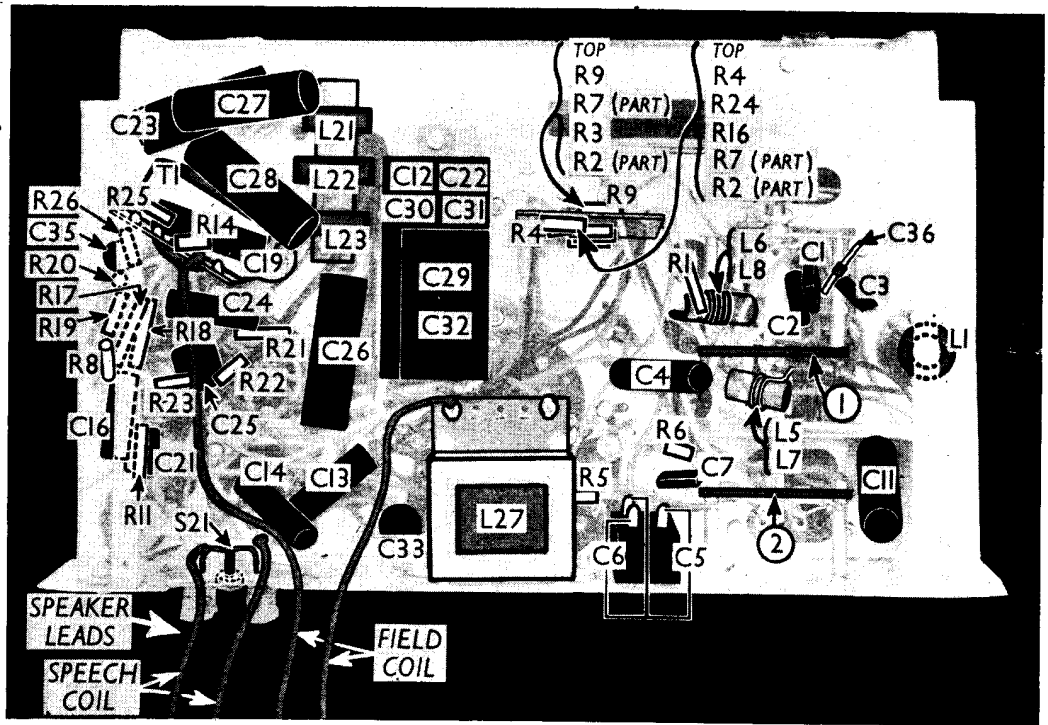 TOP
R9
R7 (PART)
R3
R2 (PART)
TOP
R4
R24
R16
R7 (PART)
R2 (PART)
C23
C27
L21
T1
C28
L22
C12
C22
R26
R25
C30
C31
R9
C35
R14
L23
R4
L6
L8
C1
C36
R20
C19
C29
R1
C3
R17
C24
C32
C2
R19
R18
R21
C26
L1
R8
R22
C4
1
R23
C25
C16
L5
L7
R6
C21
C14
C13
R5
C7
C11
R11
S21
L27
C33
C6
C5
2
SPEAKER
LEADS
FIELD
COIL
SPEECH
COIL